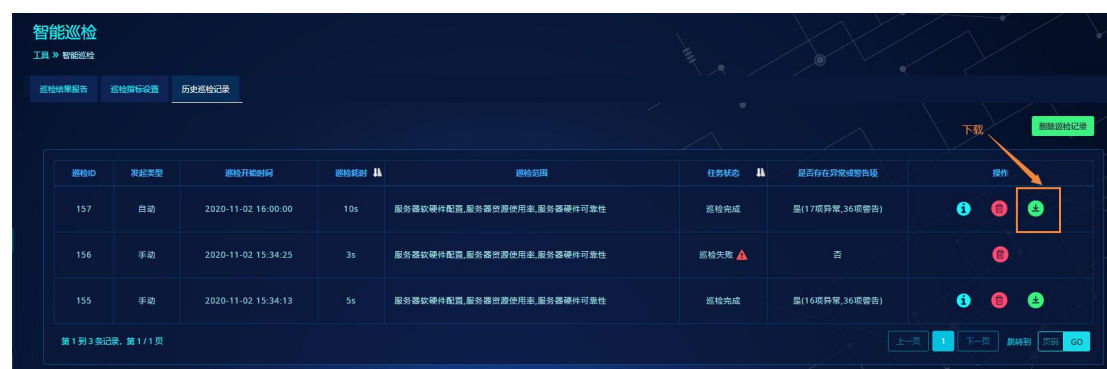 智能巡检
工具 » 智能巡检
巡检结果报告 巡检指标设置 历史巡检记录
下载 删除巡检记录
巡检ID 发起类型 巡检开始时间 巡检耗时 巡检范围 任务状态 是否存在异常或警告项 操作
157 自动 2020-11-02 16:00:00 10s 服务器软硬件配置,服务器资源使用率,服务器硬件可靠性 巡检完成 是(17项异常,36项警告)
156 手动 2020-11-02 15:34:25 3s 服务器软硬件配置,服务器资源使用率,服务器硬件可靠性 巡检失败 否
155 手动 2020-11-02 15:34:13 5s 服务器软硬件配置,服务器资源使用率,服务器硬件可靠性 巡检完成 是(16项异常,36项警告)
第 1 到 3 条记录, 第 1 / 1 页 上一页 1 下一页 跳转到 页码 GO